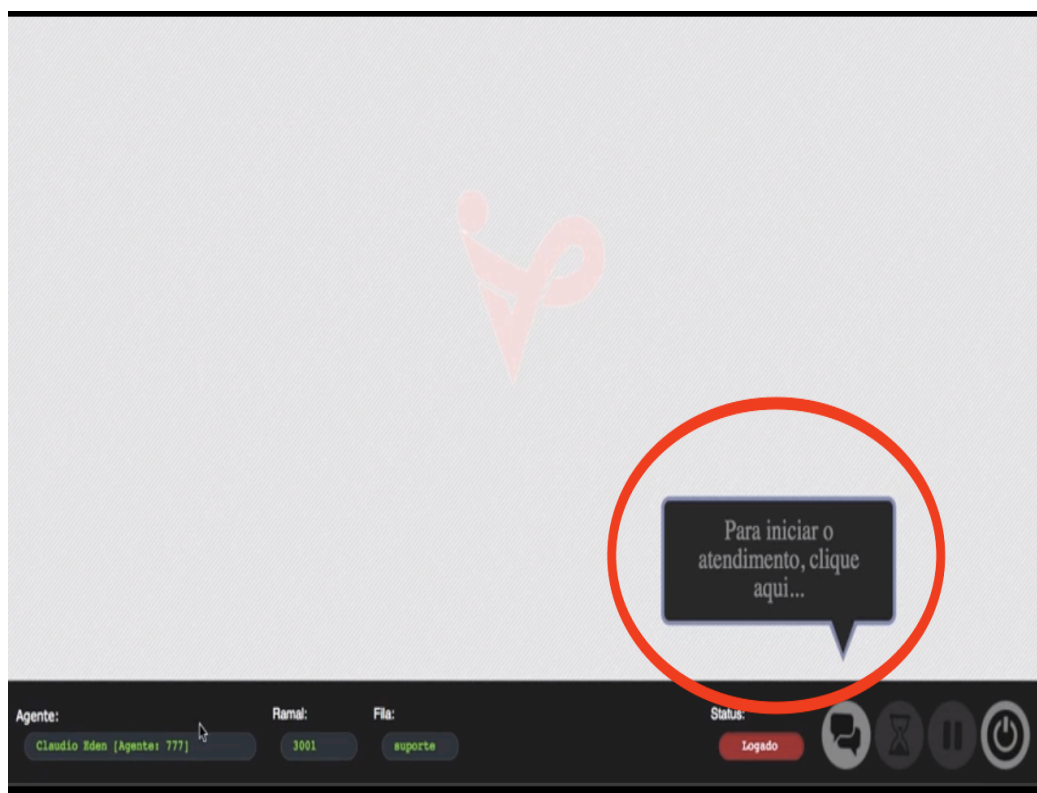 Para iniciar o
atendimento, clique
aqui...
Agente:
Ramal:
Fila:
Status:
Claudio Eden [Agente: 777]
3001
suporte
Logado